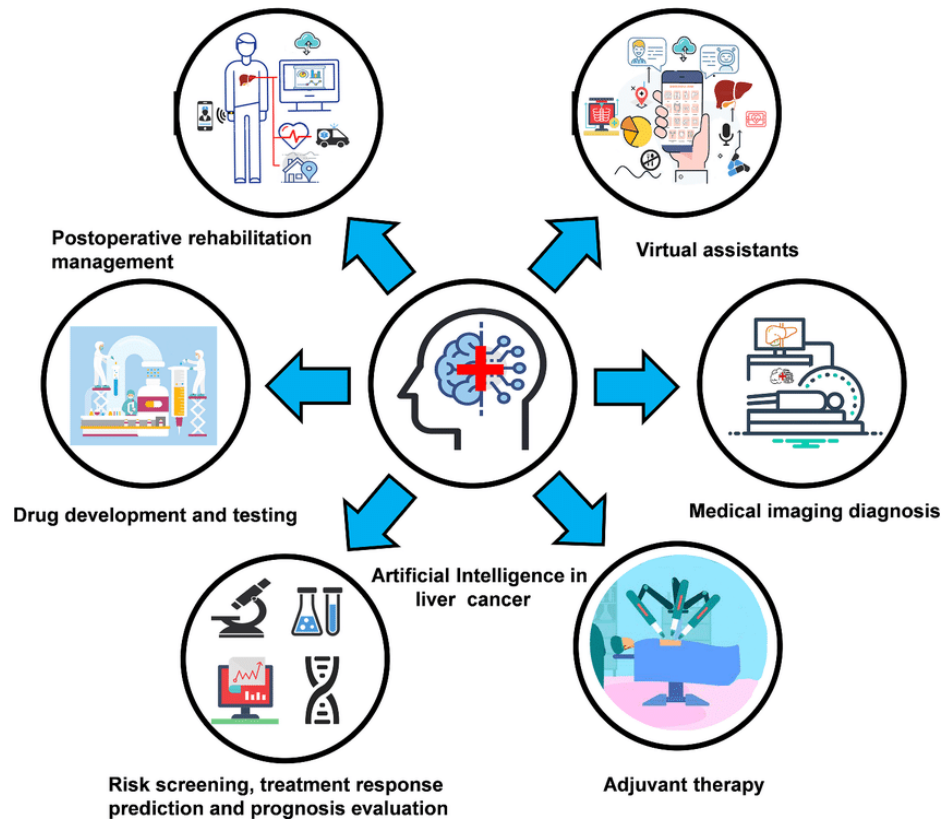 Postoperative rehabilitation
management
Virtual assistants
Drug development and testing
Medical imaging diagnosis
Artificial Intelligence in
liver cancer
Risk screening, treatment response
prediction and prognosis evaluation
Adjuvant therapy